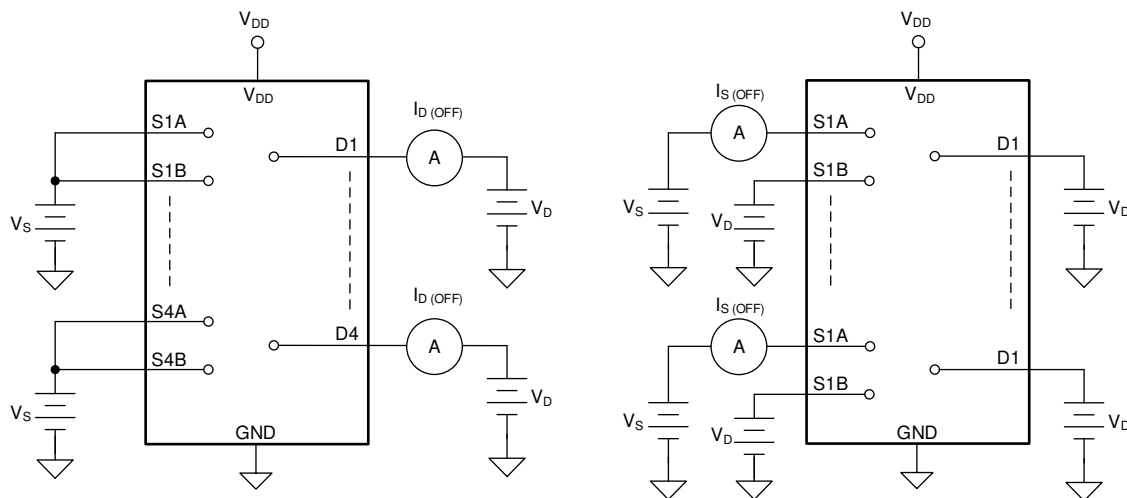 VDD
VDD
ID (OFF)
S1A
A
D1
S1B
VS
VD
ID (OFF)
S4A
A
D4
S4B
VS
VD
GND
VDD
VDD
IS (OFF)
A
S1A
D1
S1B
VS
VD
VD
IS (OFF)
A
S1A
D1
S1B
VS
VD
VD
GND